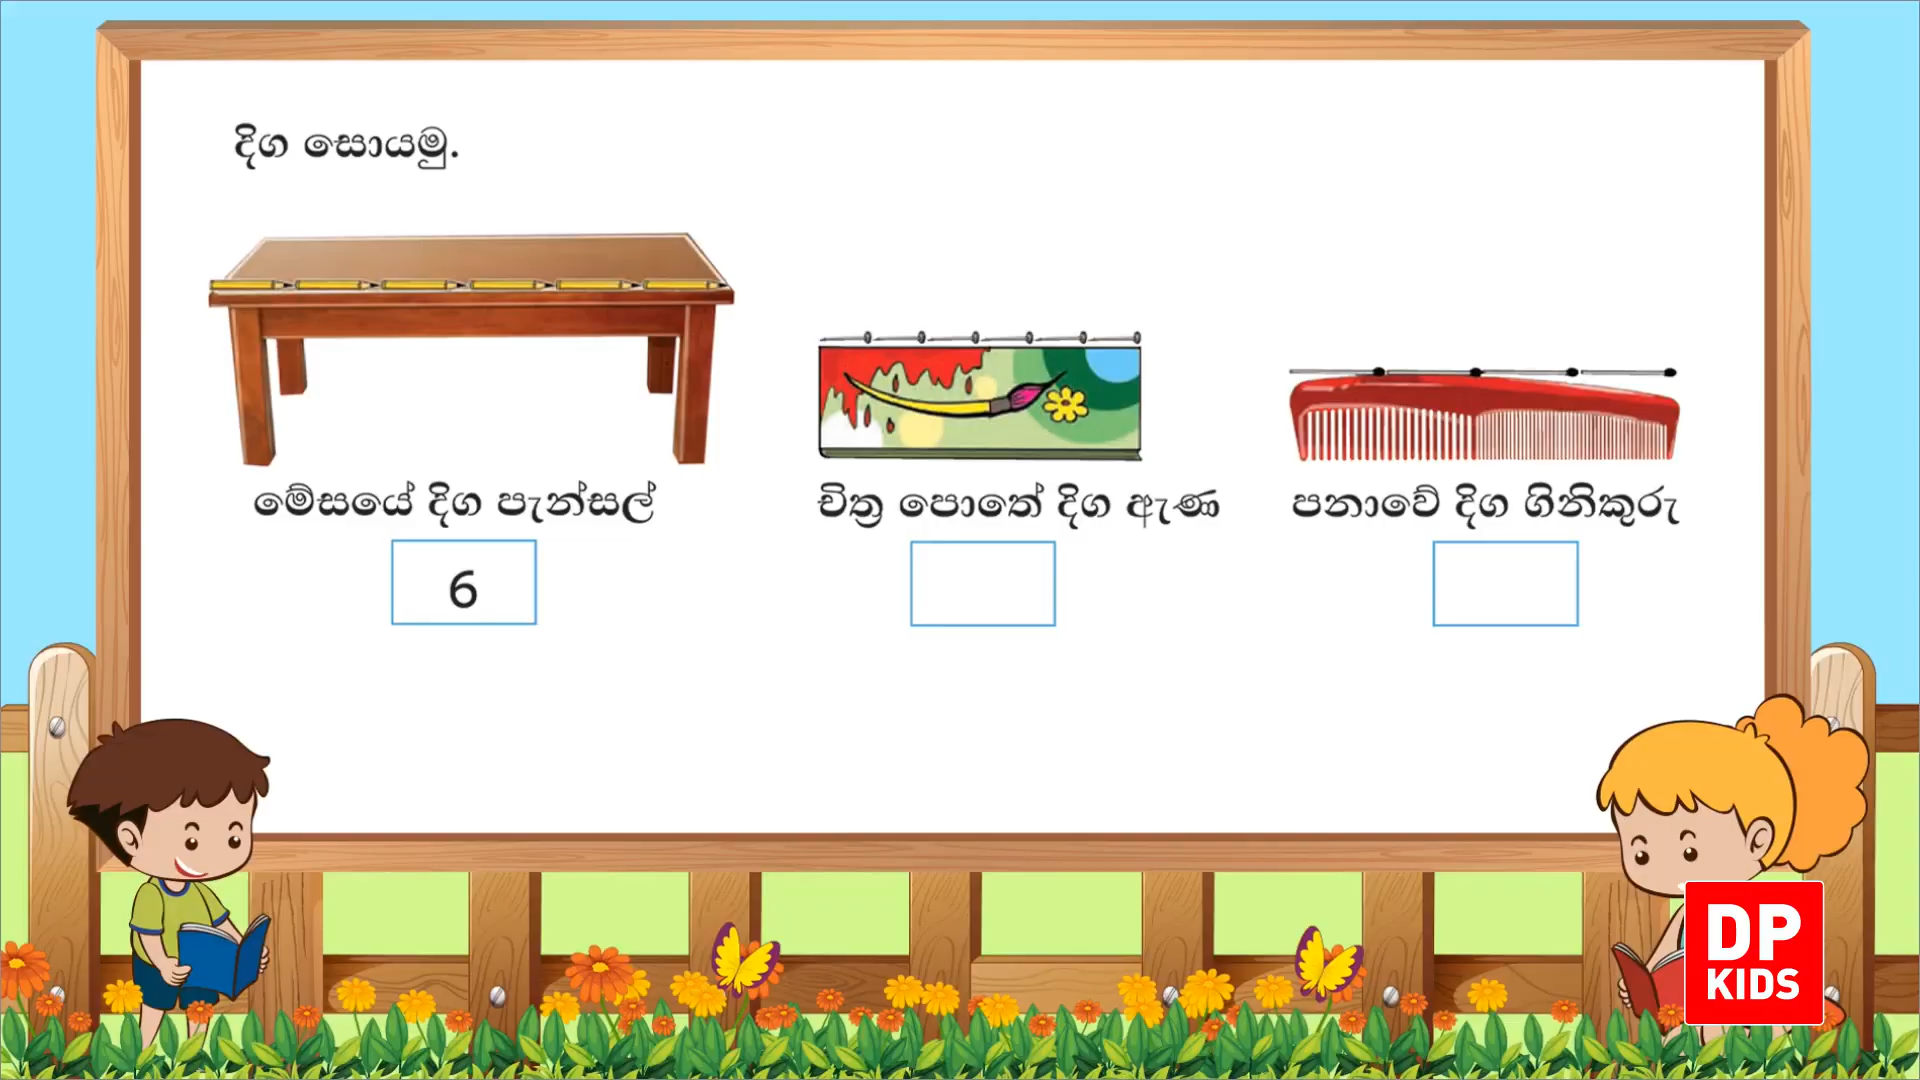 දිග සොයමු.
මේසයේ දිග පැන්සල්
6
චිත්‍ර පොතේ දිග ඇණ
පනාවේ දිග ගිනිකූරු
DP
KIDS